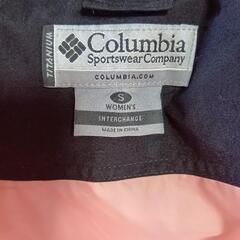 TITANIUM
Columbia
Sportswear Company
COLUMBIA.COM
S
WOMEN'S
INTERCHANGE
MADE IN CHINA